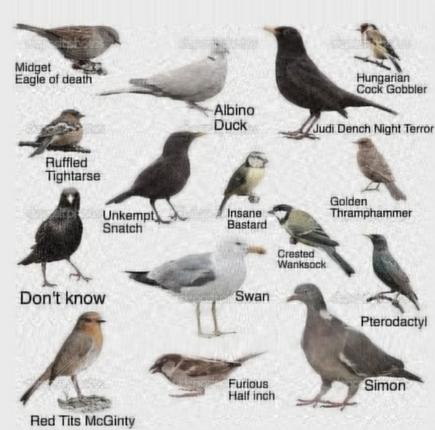 Midget
Eagle of death
Albino
Duck
Judi Dench Night Terror
Hungarian
Cock Gobbler
Ruffled
Tightarse
Unkempt
Snatch
Insane
Bastard
Golden
Thramphammer
Crested
Wanksock
Don't know
Swan
Pterodactyl
Red Tits McGinty
Furious
Half inch
Simon